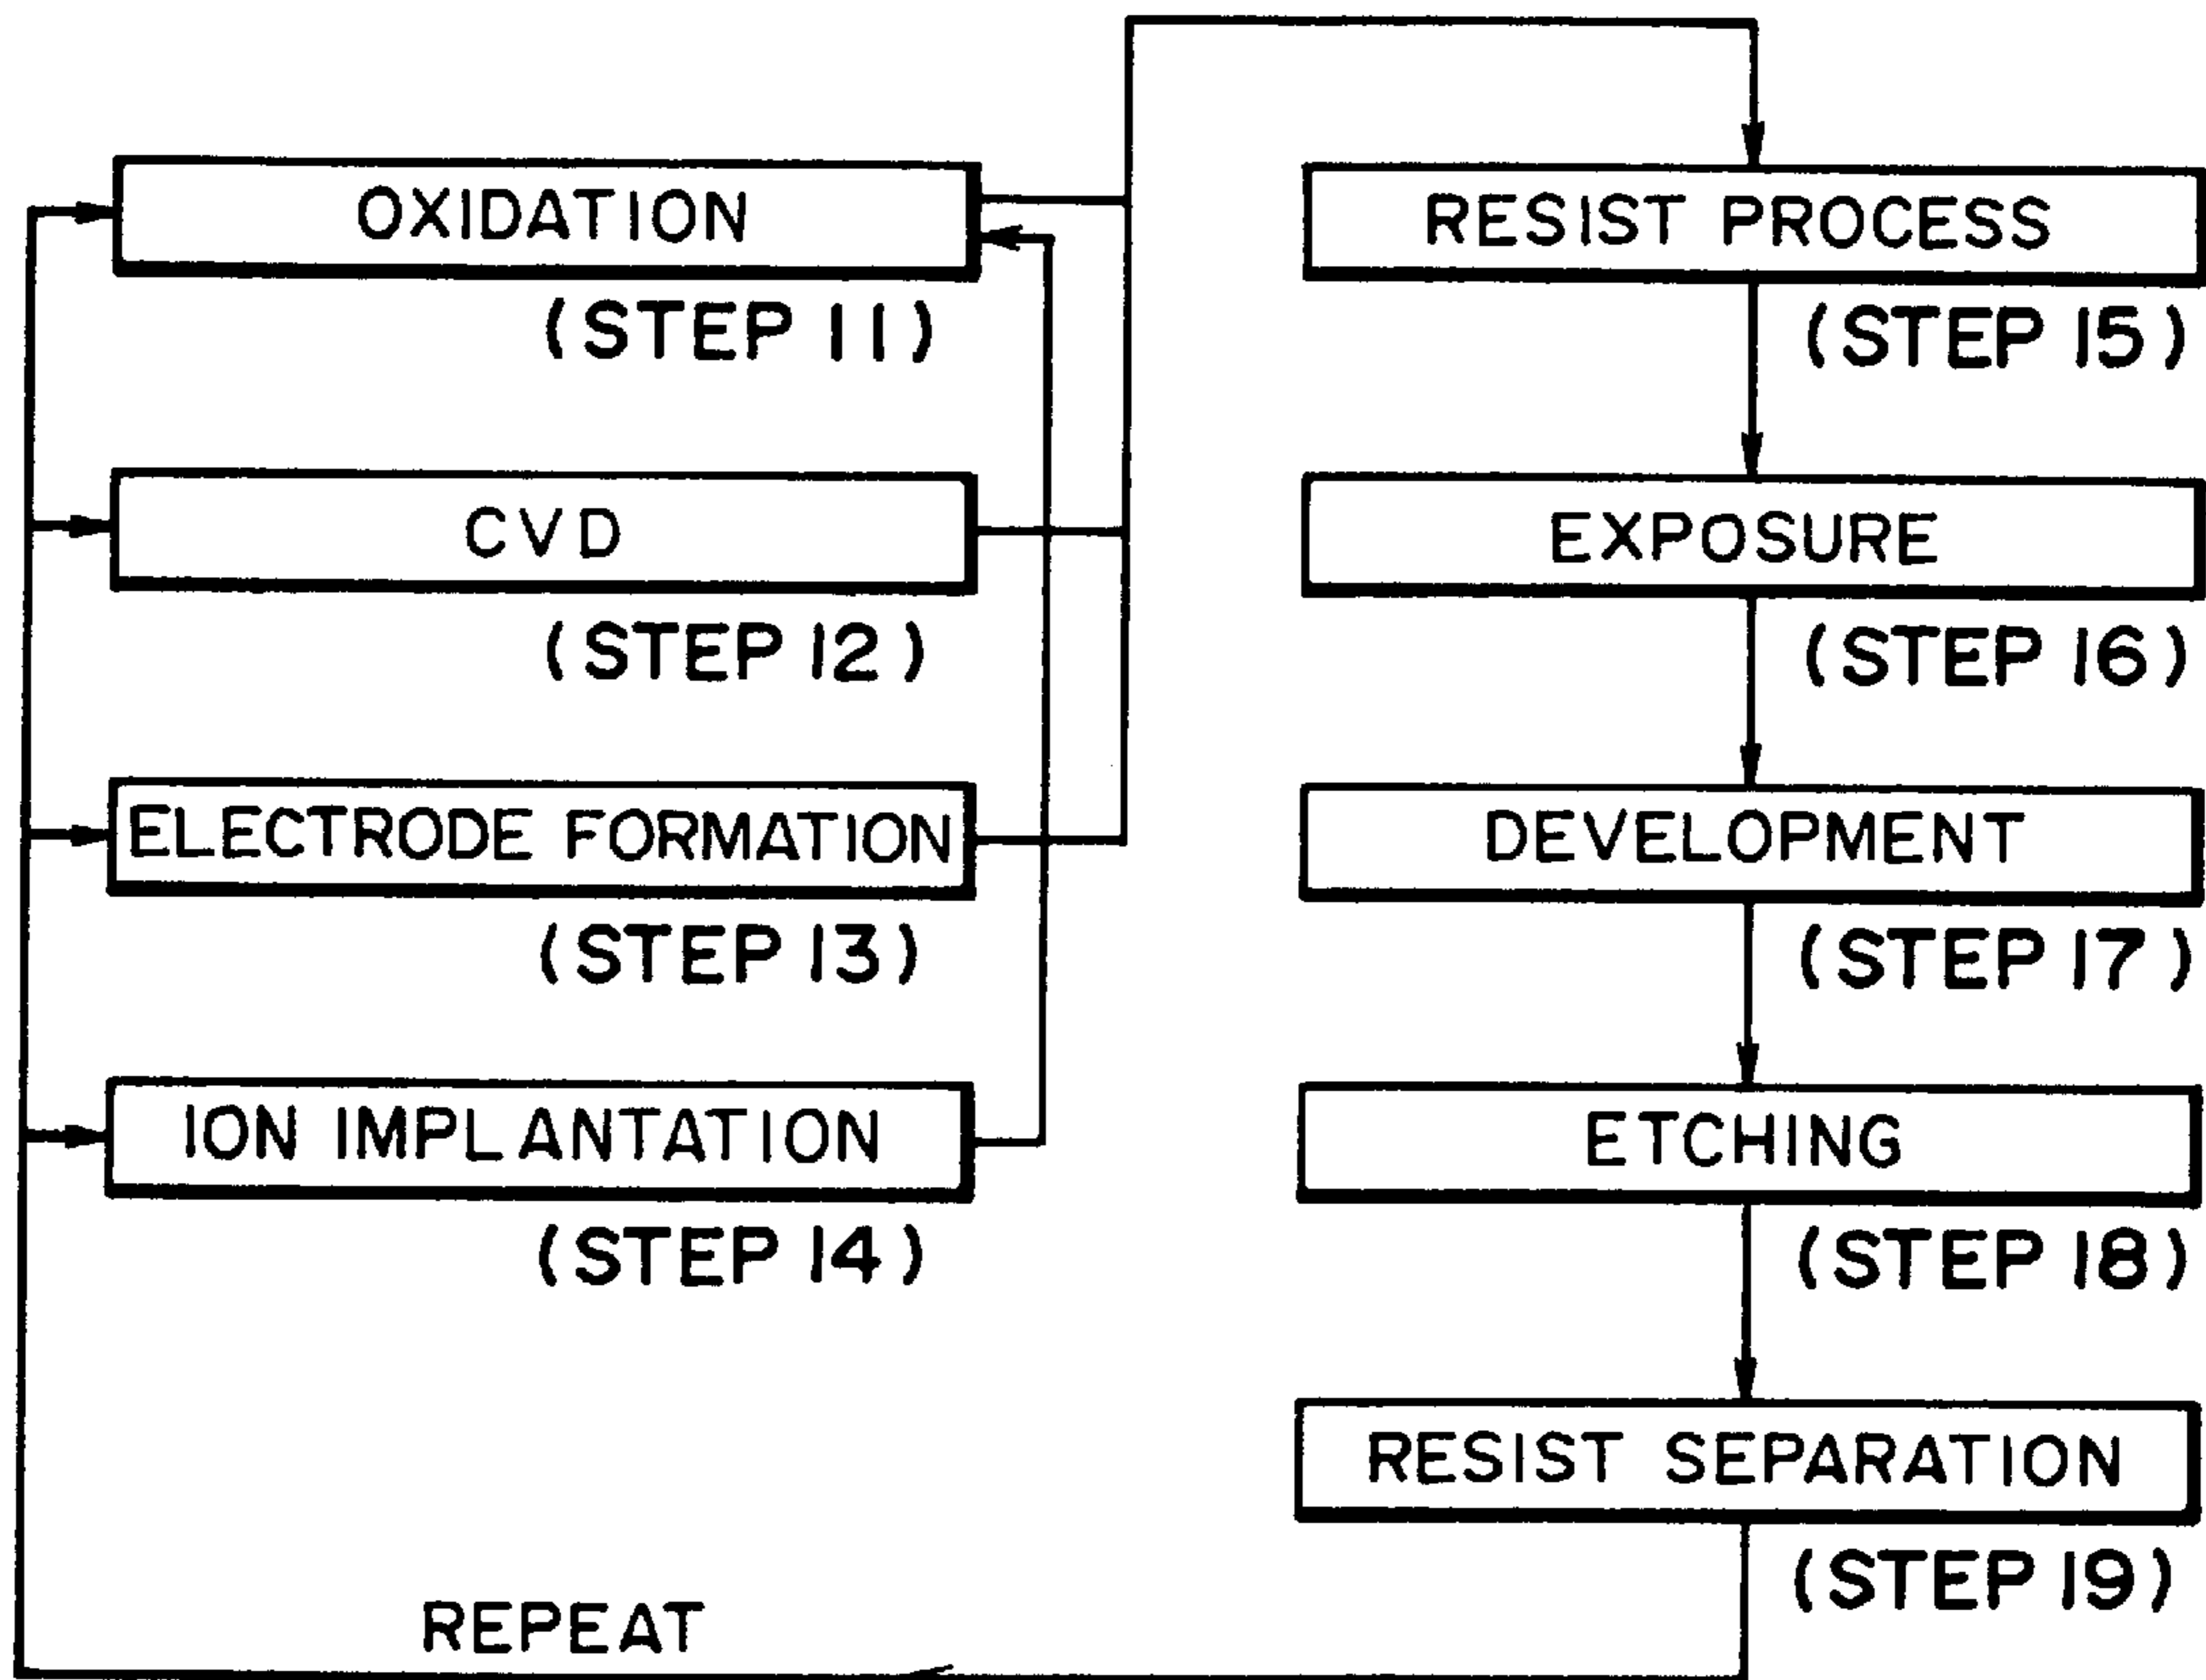 OXIDATION
(STEP 11)
CVD
(STEP 12)
ELECTRODE FORMATION
(STEP 13)
ION IMPLANTATION
(STEP 14)
RESIST PROCESS
(STEP 15)
EXPOSURE
(STEP 16)
DEVELOPMENT
(STEP 17)
ETCHING
(STEP 18)
RESIST SEPARATION
(STEP 19)
REPEAT